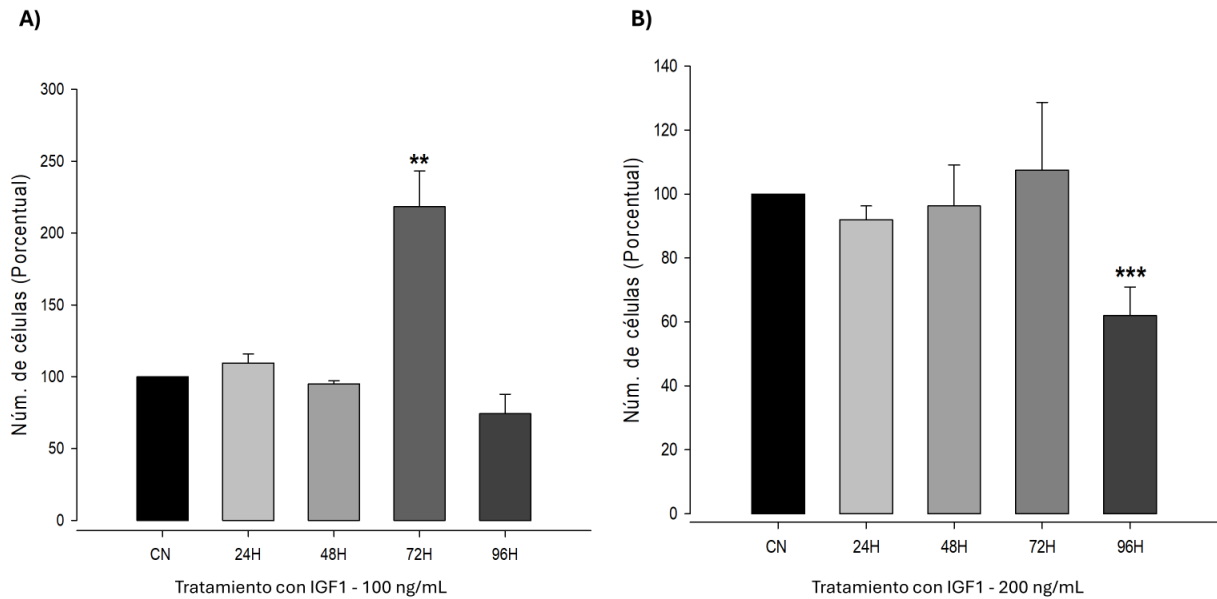 A)
Núm. de células (Porcentual)
300
250
200
150
100
50
0
**
CN 24H 48H 72H 96H
Tratamiento con IGF1 - 100 ng/mL
B)
Núm. de células (Porcentual)
140
120
100
80
60
40
20
0
***
CN 24H 48H 72H 96H
Tratamiento con IGF1 - 200 ng/mL